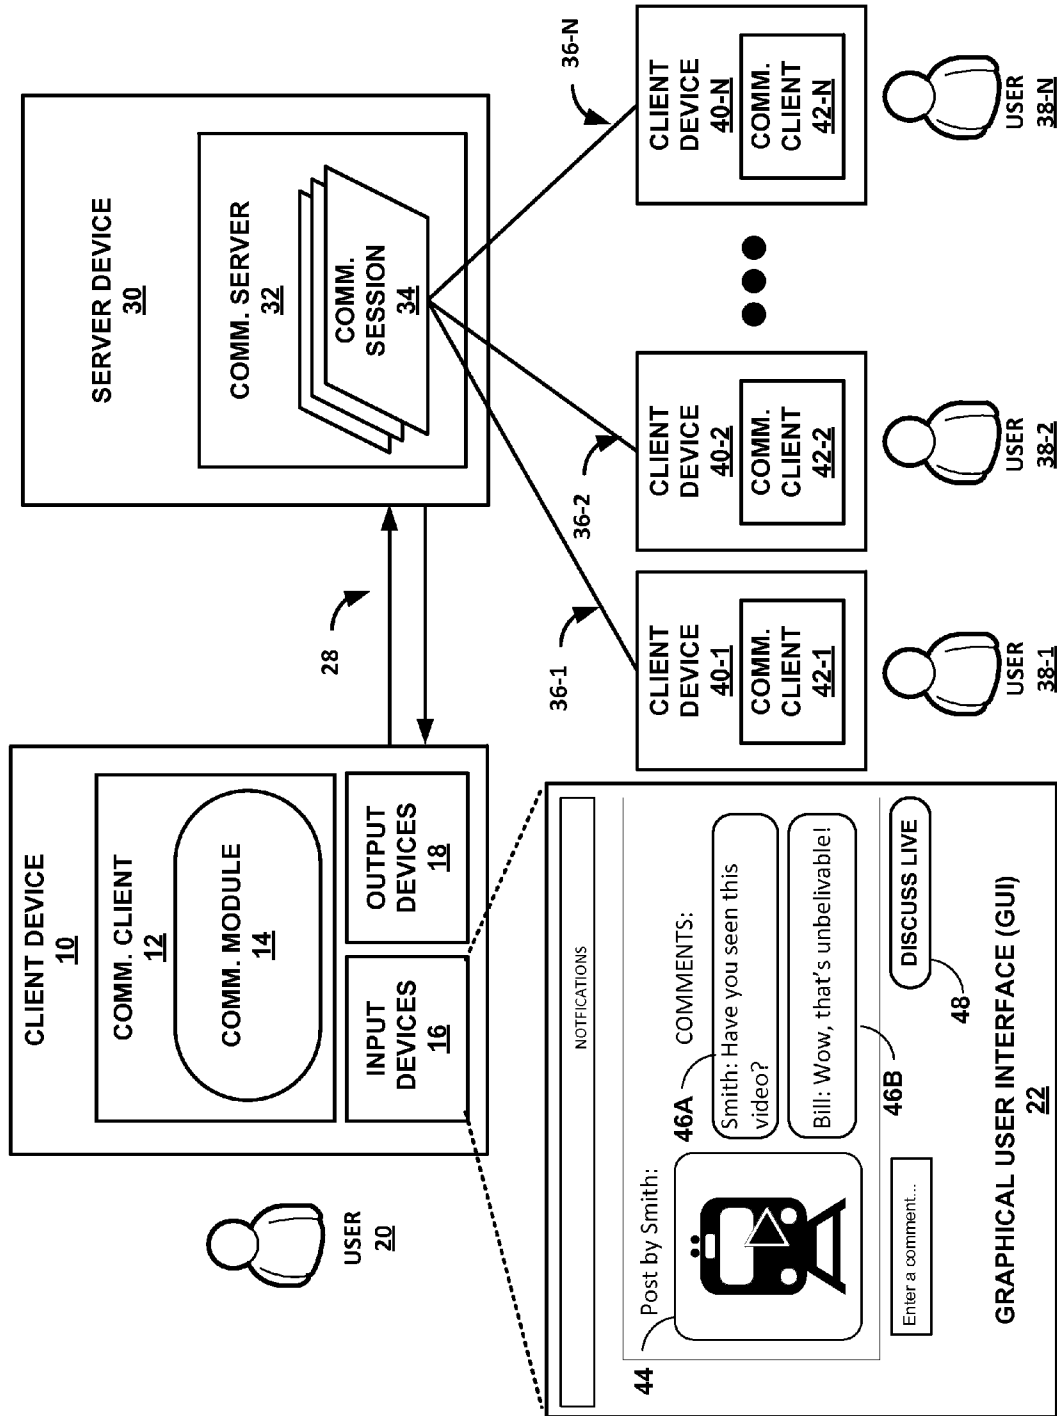 CLIENT DEVICE
10
COMM. CLIENT
12
COMM. MODULE
14
INPUT
DEVICES
16
OUTPUT
DEVICES
18
USER
20
28
SERVER DEVICE
30
COMM. SERVER
32
COMM.
SESSION
34
36-1
36-2
36-N
CLIENT
DEVICE
40-1
COMM.
CLIENT
42-1
USER
38-1
CLIENT
DEVICE
40-2
COMM.
CLIENT
42-2
USER
38-2
CLIENT
DEVICE
40-N
COMM.
CLIENT
42-N
USER
38-N
NOTFICATIONS
44
Post by Smith:
46A
COMMENTS:
Smith: Have you seen this
video?
Bill: Wow, that's unbelivable!
46B
Enter a comment...
48
DISCUSS LIVE
GRAPHICAL USER INTERFACE (GUI)
22